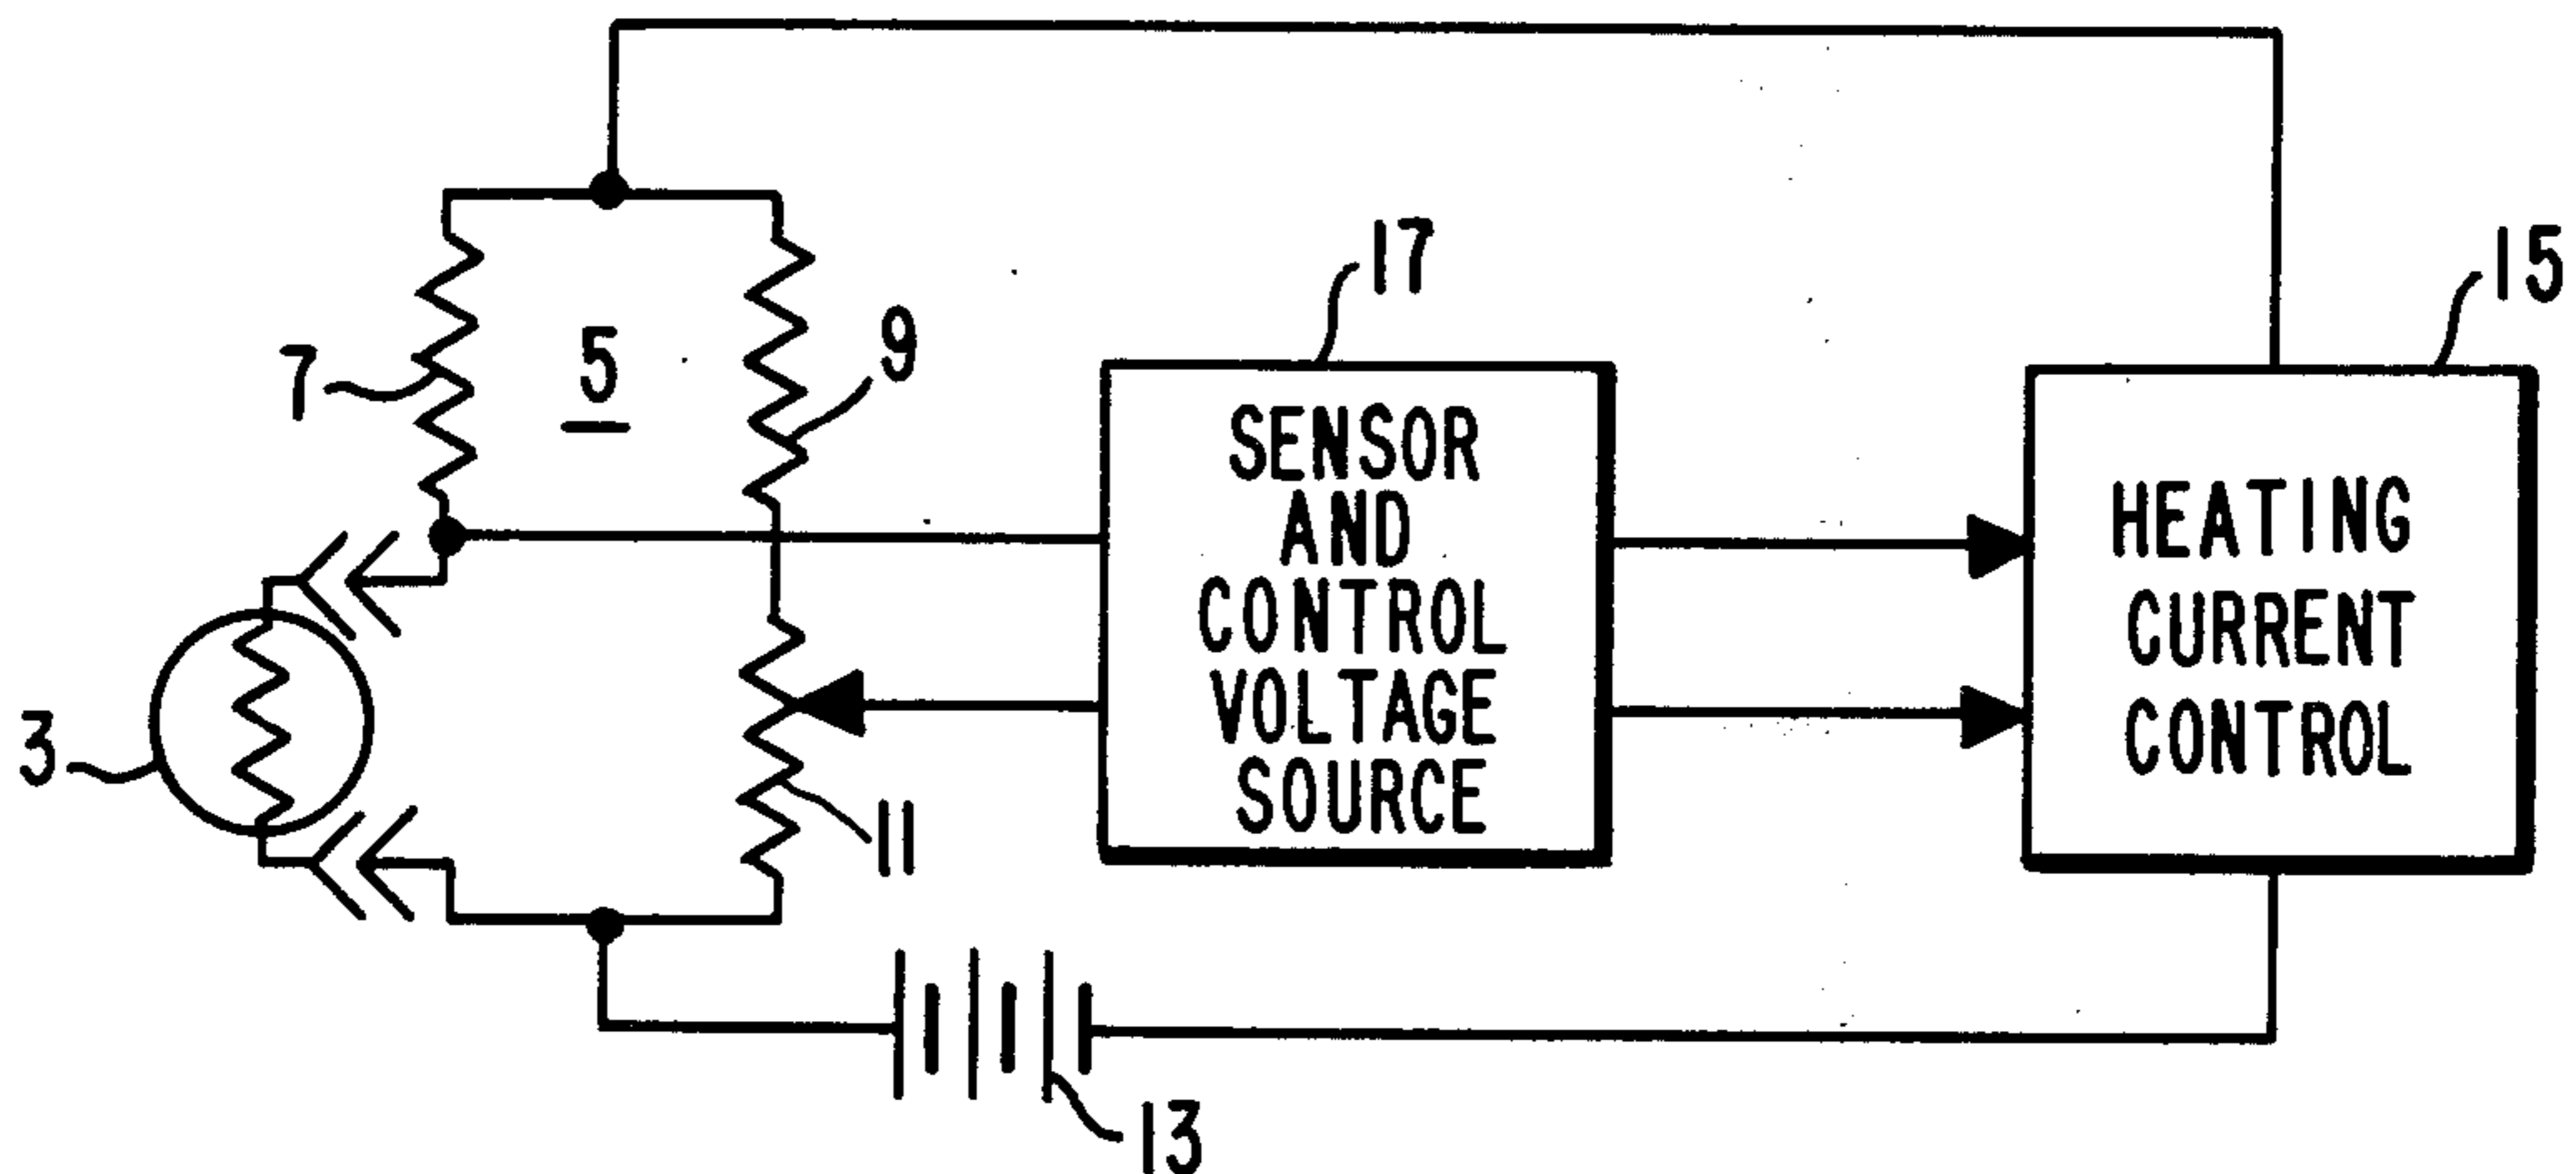 17
15
7
5
9
SENSOR
AND
CONTROL
VOLTAGE
SOURCE
HEATING
CURRENT
CONTROL
3
11
13